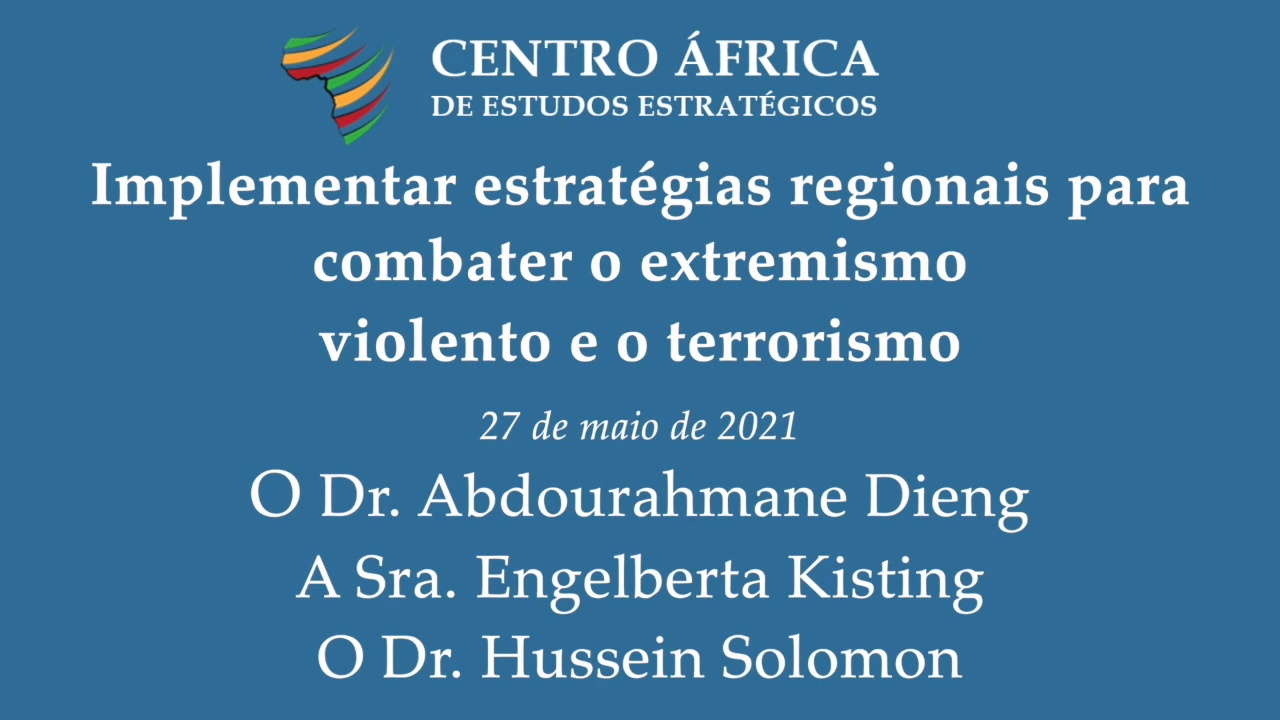 CENTRO ÁFRICA
DE ESTUDOS ESTRATÉGICOS
Implementar estratégias regionais para
combater o extremismo
violento e o terrorismo
27 de maio de 2021
O Dr. Abdourahmane Dieng
A Sra. Engelberta Kisting
O Dr. Hussein Solomon